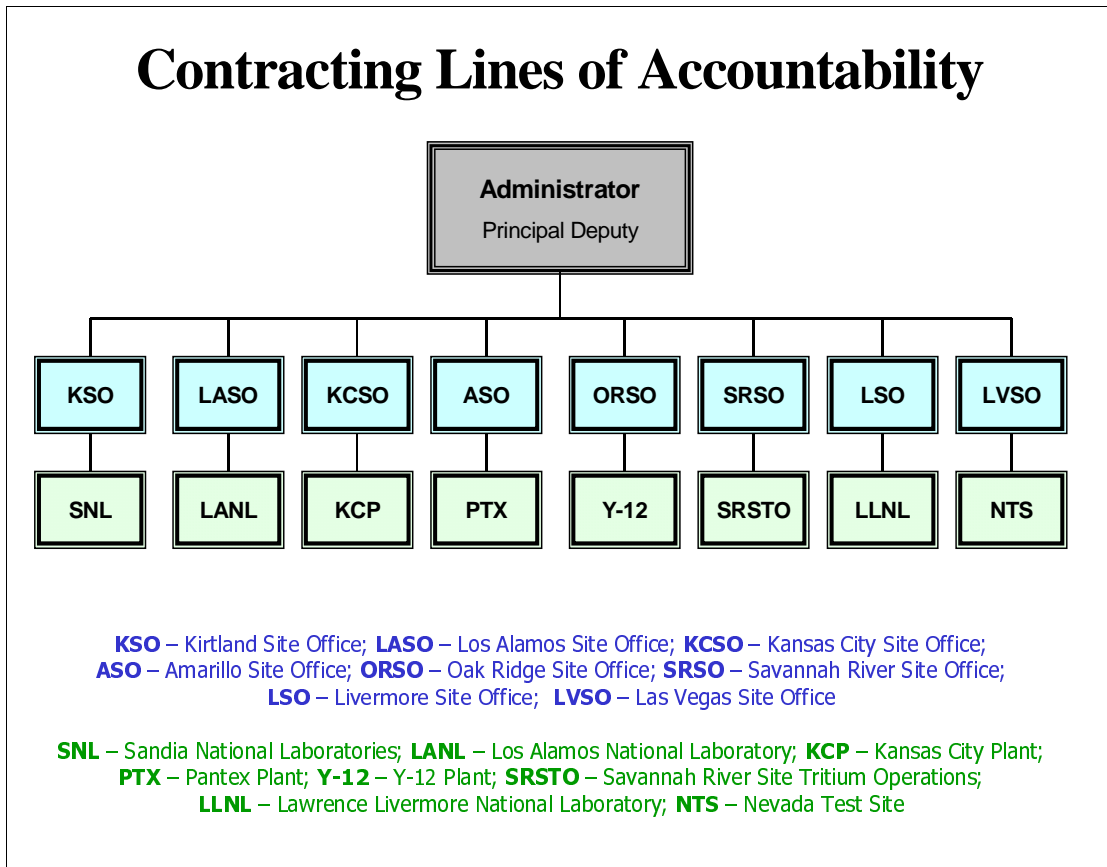 Contracting Lines of Accountability
Administrator
Principal Deputy
KSO LASO KCSO ASO ORSO SRSO LSO LVSO
SNL LANL KCP PTX Y-12 SRSTO LLNL NTS
KSO – Kirtland Site Office; LASO – Los Alamos Site Office; KCSO – Kansas City Site Office;
ASO – Amarillo Site Office; ORSO – Oak Ridge Site Office; SRSO – Savannah River Site Office;
LSO – Livermore Site Office; LVSO – Las Vegas Site Office
SNL – Sandia National Laboratories; LANL – Los Alamos National Laboratory; KCP – Kansas City Plant;
PTX – Pantex Plant; Y-12 – Y-12 Plant; SRSTO – Savannah River Site Tritium Operations;
LLNL – Lawrence Livermore National Laboratory; NTS – Nevada Test Site